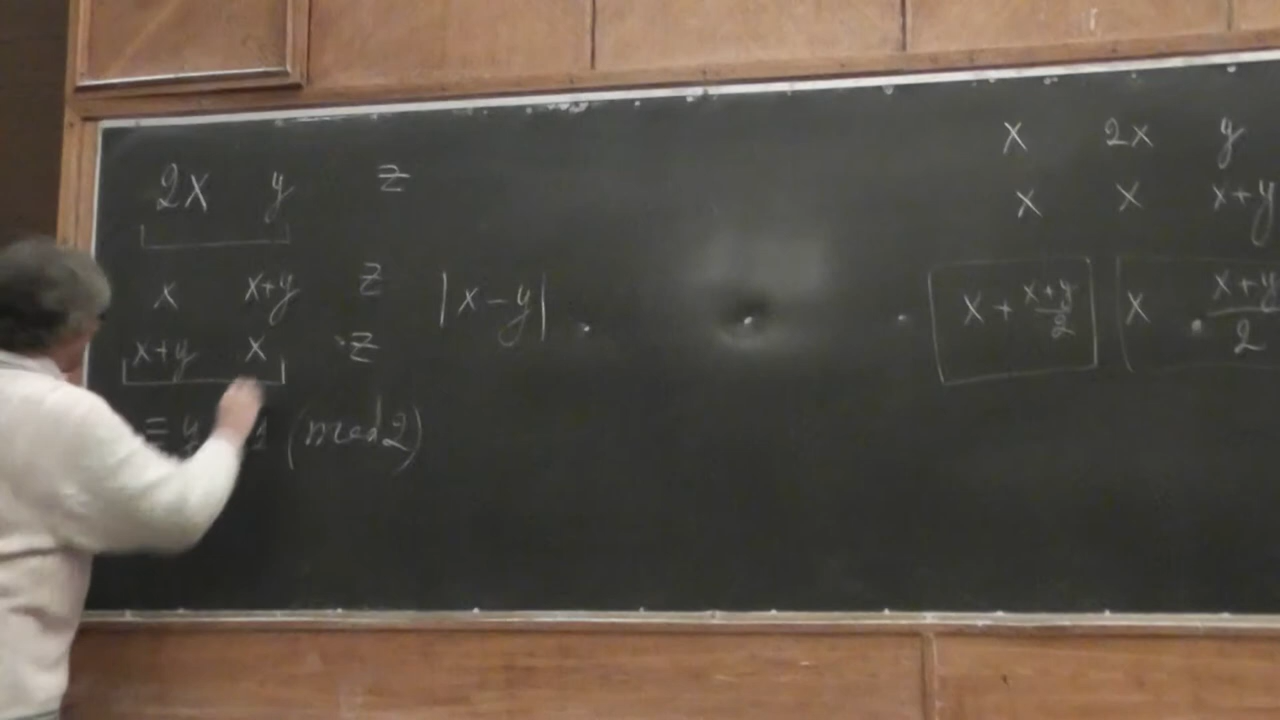 2x y z
x x+y z |x-y|
x+y x z
≡ y (mod 2)
x 2x y
x x x+y
x + (x+y)/2 x (x+y)/2